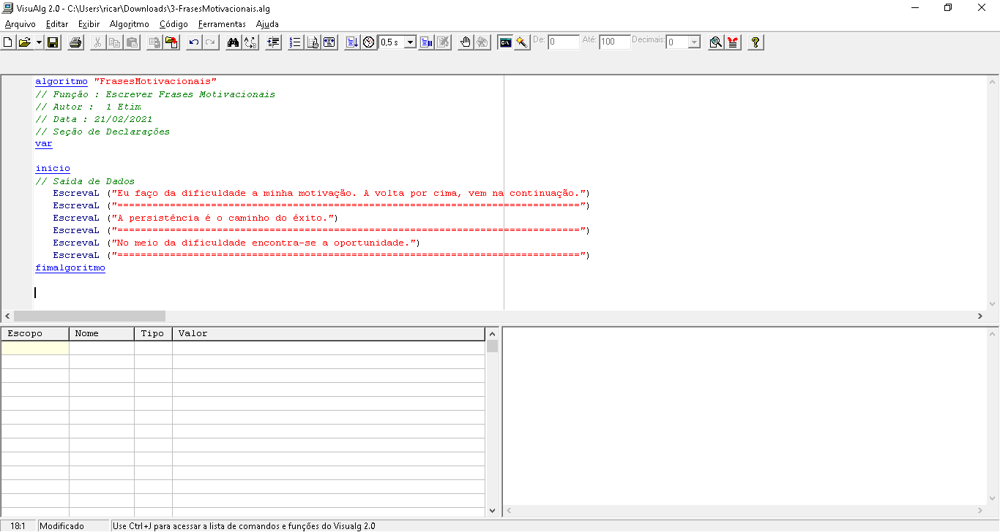 VisuAlg 2.0 - C:\Users\ricar\Downloads\3-FrasesMotivacionais.alg
Arquivo Editar Exibir Algoritmo Código Ferramentas Ajuda
0,5 s De: 0 Até: 100 Decimais: 0
algoritmo "FrasesMotivacionais"
// Função : Escrever Frases Motivacionais
// Autor :  1 Etim
// Data : 21/02/2021
// Seção de Declarações
var
inicio
// Saída de Dados
EscrevaL ("Eu faço da dificuldade a minha motivação. A volta por cima, vem na continuação.")
EscrevaL ("===============================================================================")
EscrevaL ("A persistência é o caminho do êxito.")
EscrevaL ("===============================================================================")
EscrevaL ("No meio da dificuldade encontra-se a oportunidade.")
EscrevaL ("===============================================================================")
fimalgoritmo
Escopo Nome Tipo Valor
18:1 Modificado Use Ctrl+J para acessar a lista de comandos e funções do Visualg 2.0